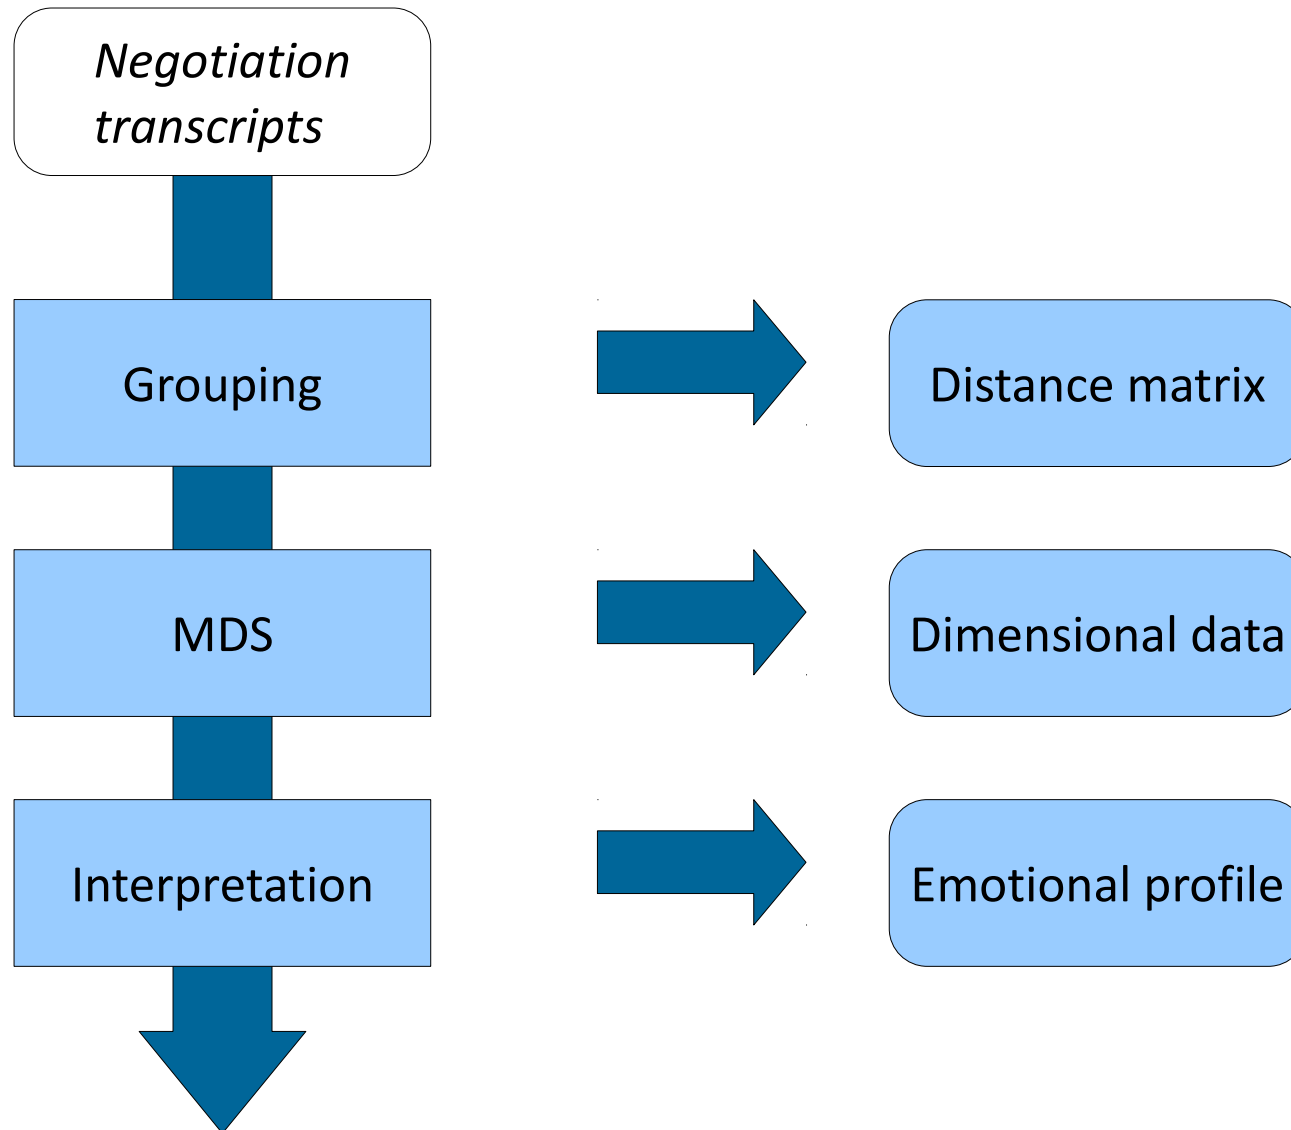 Negotiation
transcripts
Grouping
Distance matrix
MDS
Dimensional data
Interpretation
Emotional profile